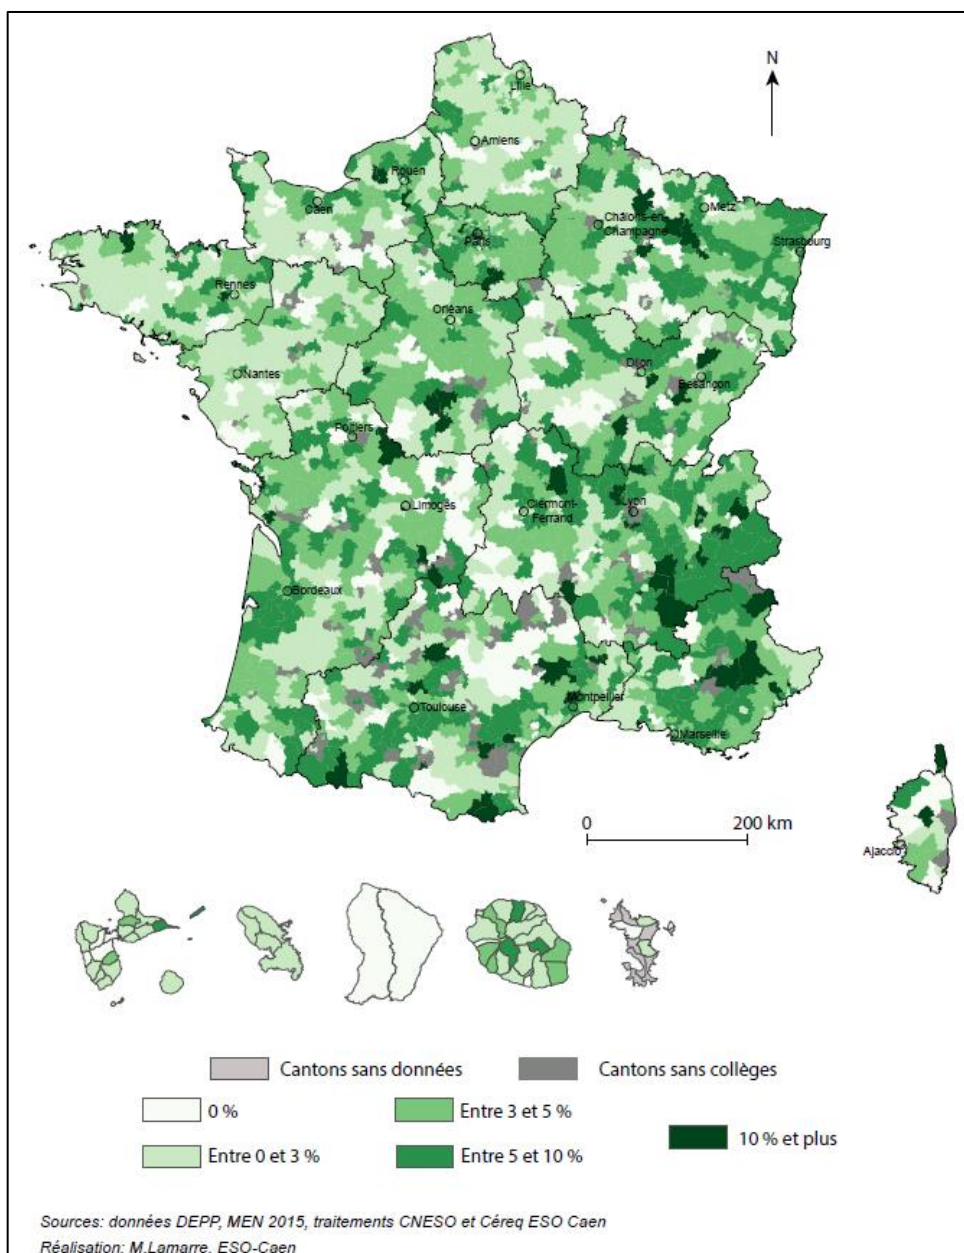 N
Lille
Amiens
Rouen
Caen
Metz
Châlons-en-
Champagne
Paris
Strasbourg
Rennes
Orléans
Dijon
Nantes
Besançon
Poitiers
Limoges
Clermont-
Ferrand
Lyon
Bordeaux
Montpellier
Toulouse
Marseille
0 200 km
Ajaccio
Cantons sans données Cantons sans collèges
0 % Entre 3 et 5 % 10 % et plus
Entre 0 et 3 % Entre 5 et 10 %
Sources: données DEPP, MEN 2015, traitements CNESO et Céreq ESO Caen
Réalisation: M.Lamarre, ESO-Caen